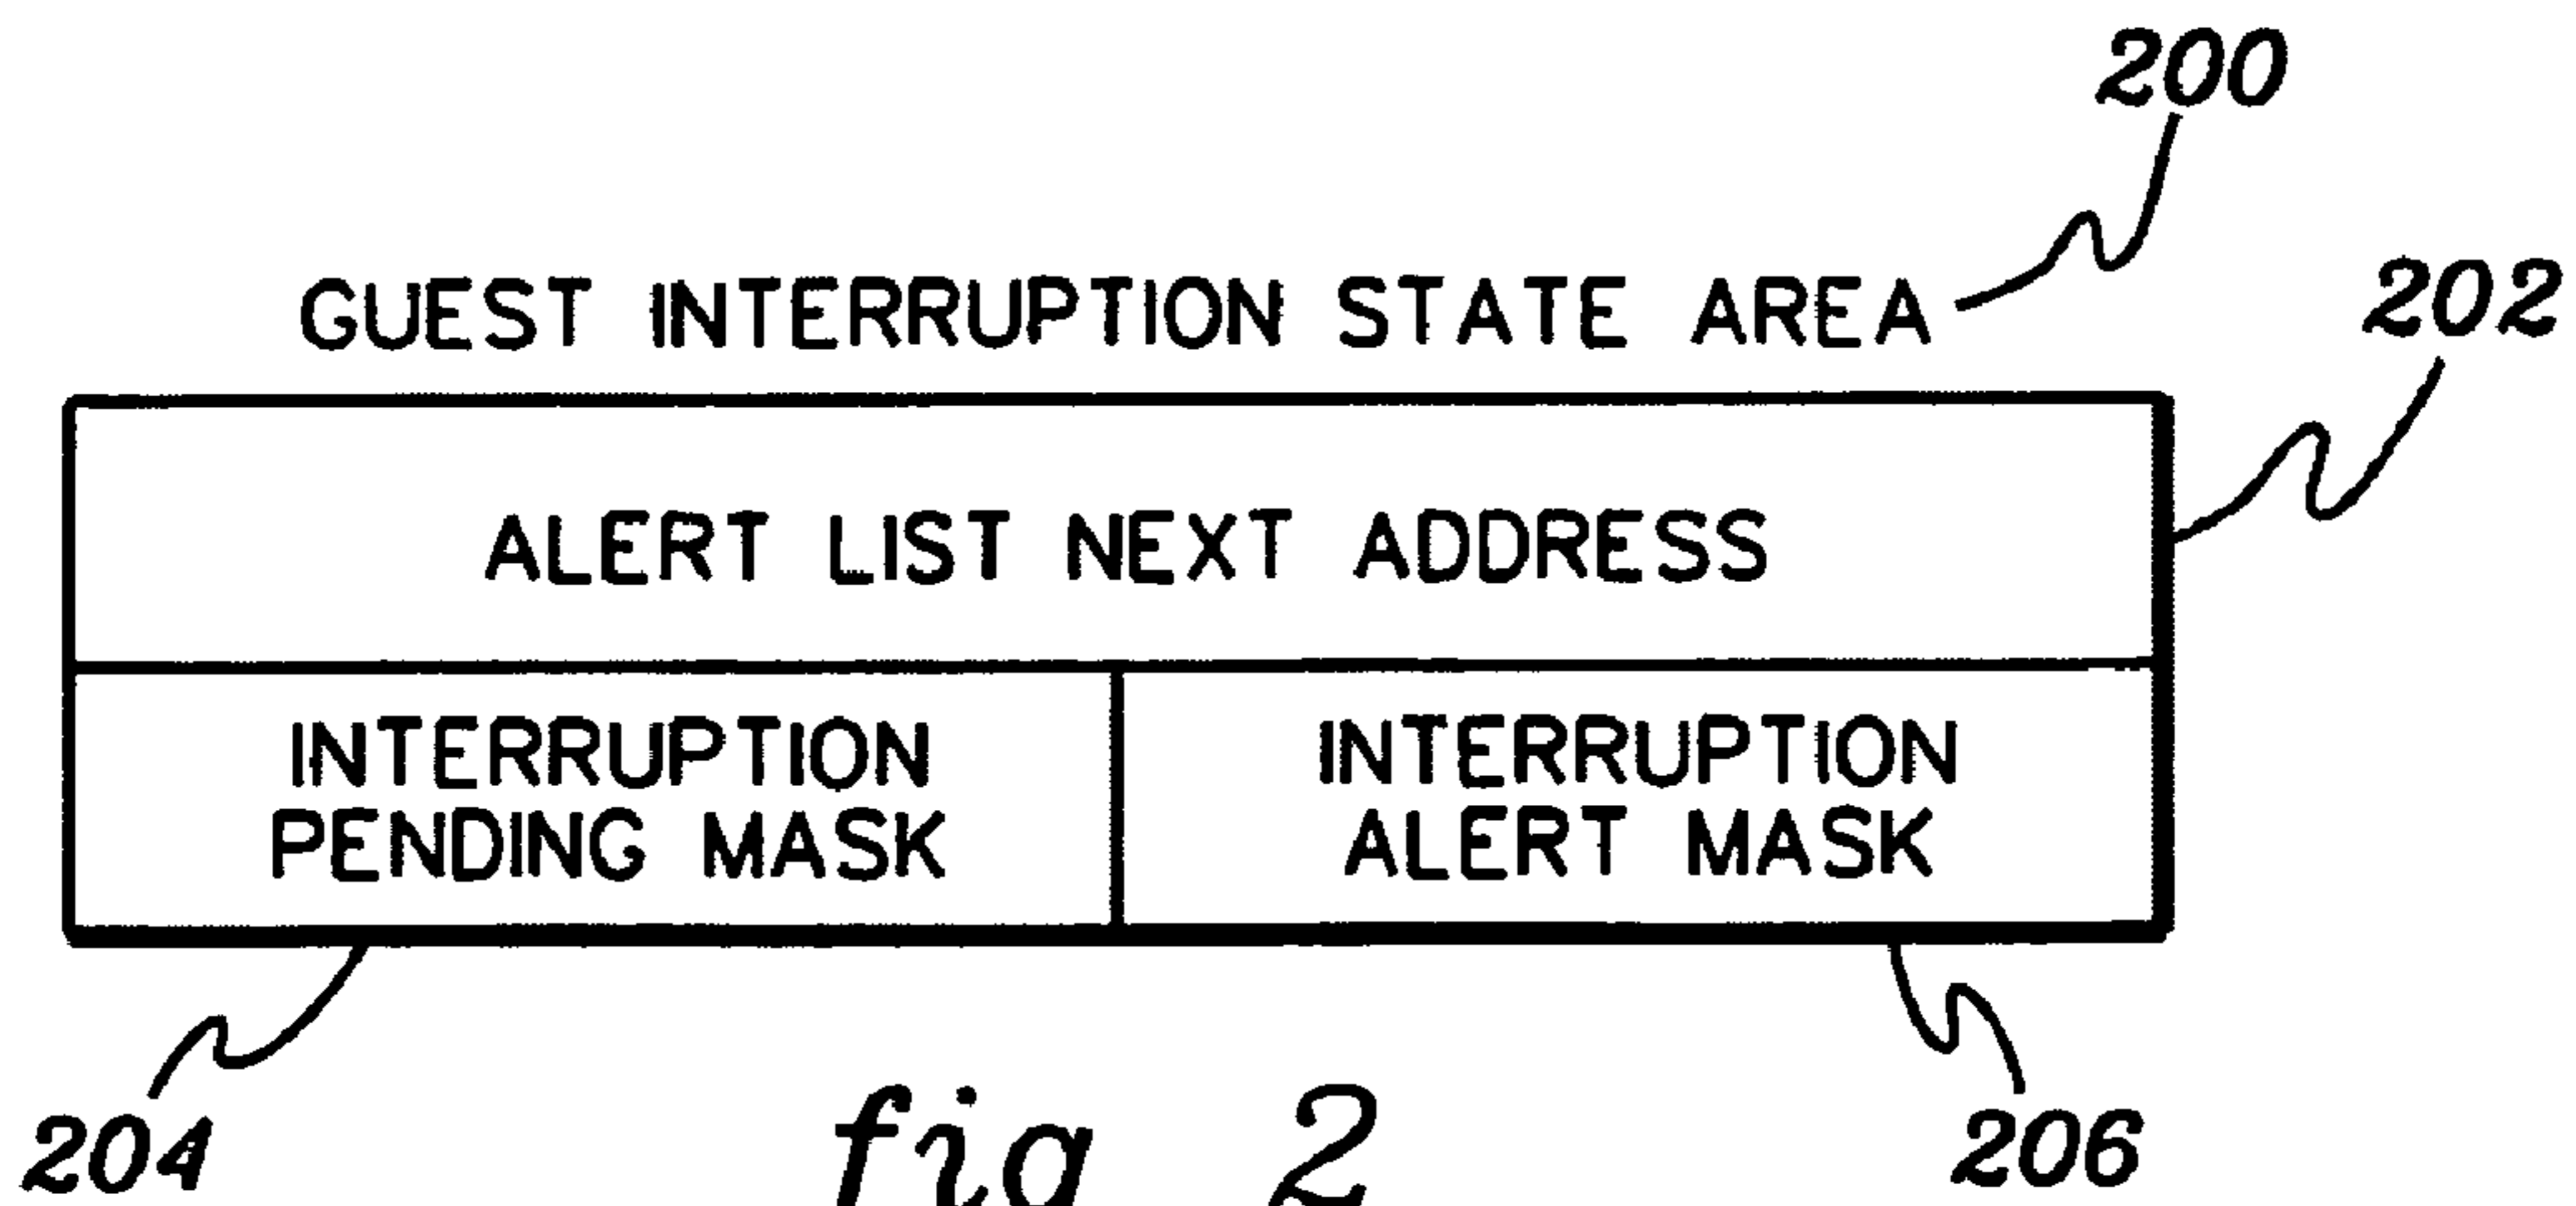 200
GUEST INTERRUPTION STATE AREA
202
ALERT LIST NEXT ADDRESS
INTERRUPTION
PENDING MASK
INTERRUPTION
ALERT MASK
204
206
fig 2